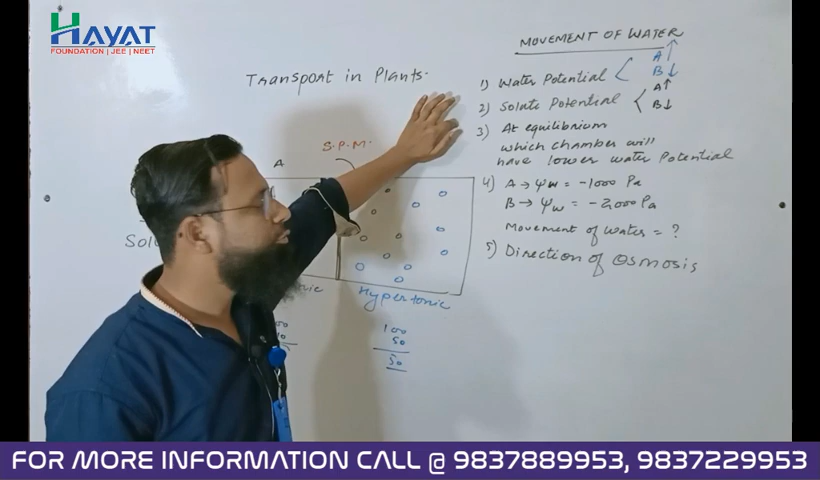 HAYAT
FOUNDATION | JEE | NEET
MOVEMENT OF WATER
Transport in Plants.
1) Water Potential < A ↑
B ↓
2) Solute Potential < A ↑
B ↓
3) At equilibrium
which chamber will
have lower water Potential
4) A → ψw = -1000 Pa
B → ψw = -2000 Pa
Movement of water = ?
5) Direction of Osmosis
A
S.P.M.
Hypertonic
100
50
50
FOR MORE INFORMATION CALL @ 9837889953, 9837229953